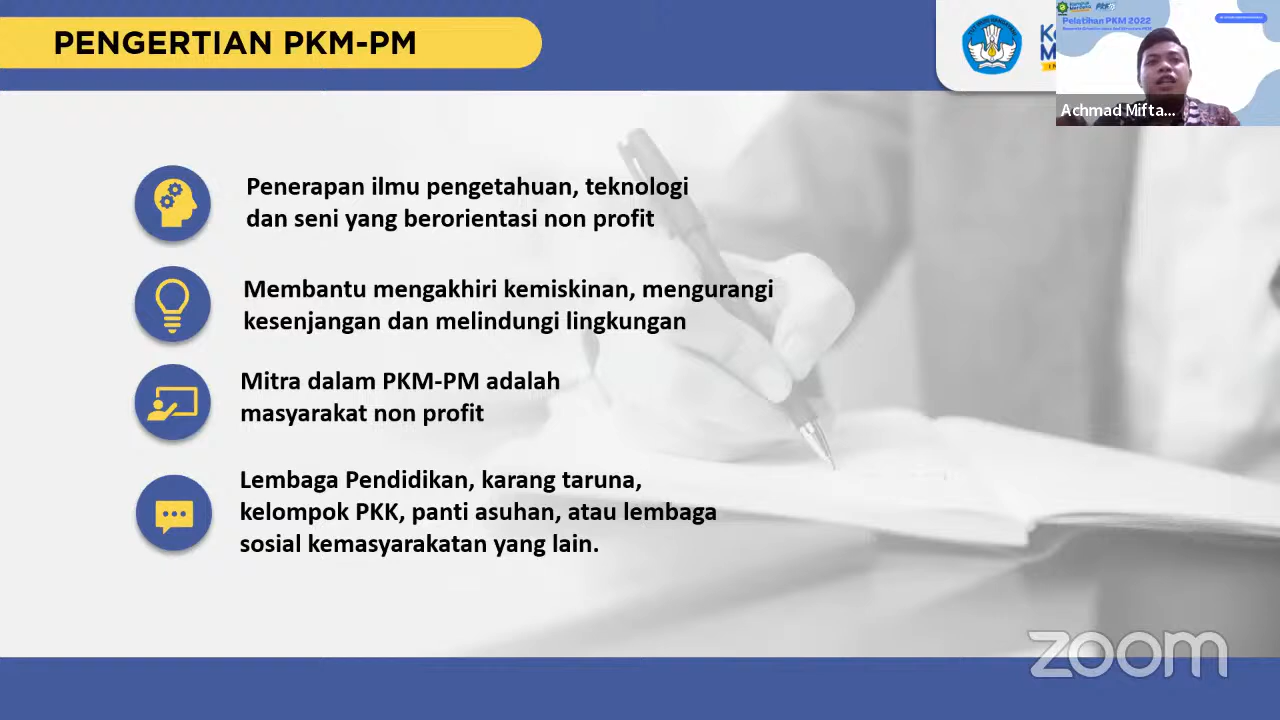 PENGERTIAN PKM-PM
Pelatihan PKM 2022
Achmad Mifta...
Penerapan ilmu pengetahuan, teknologi
dan seni yang berorientasi non profit
Membantu mengakhiri kemiskinan, mengurangi
kesenjangan dan melindungi lingkungan
Mitra dalam PKM-PM adalah
masyarakat non profit
Lembaga Pendidikan, karang taruna,
kelompok PKK, panti asuhan, atau lembaga
sosial kemasyarakatan yang lain.
zoom